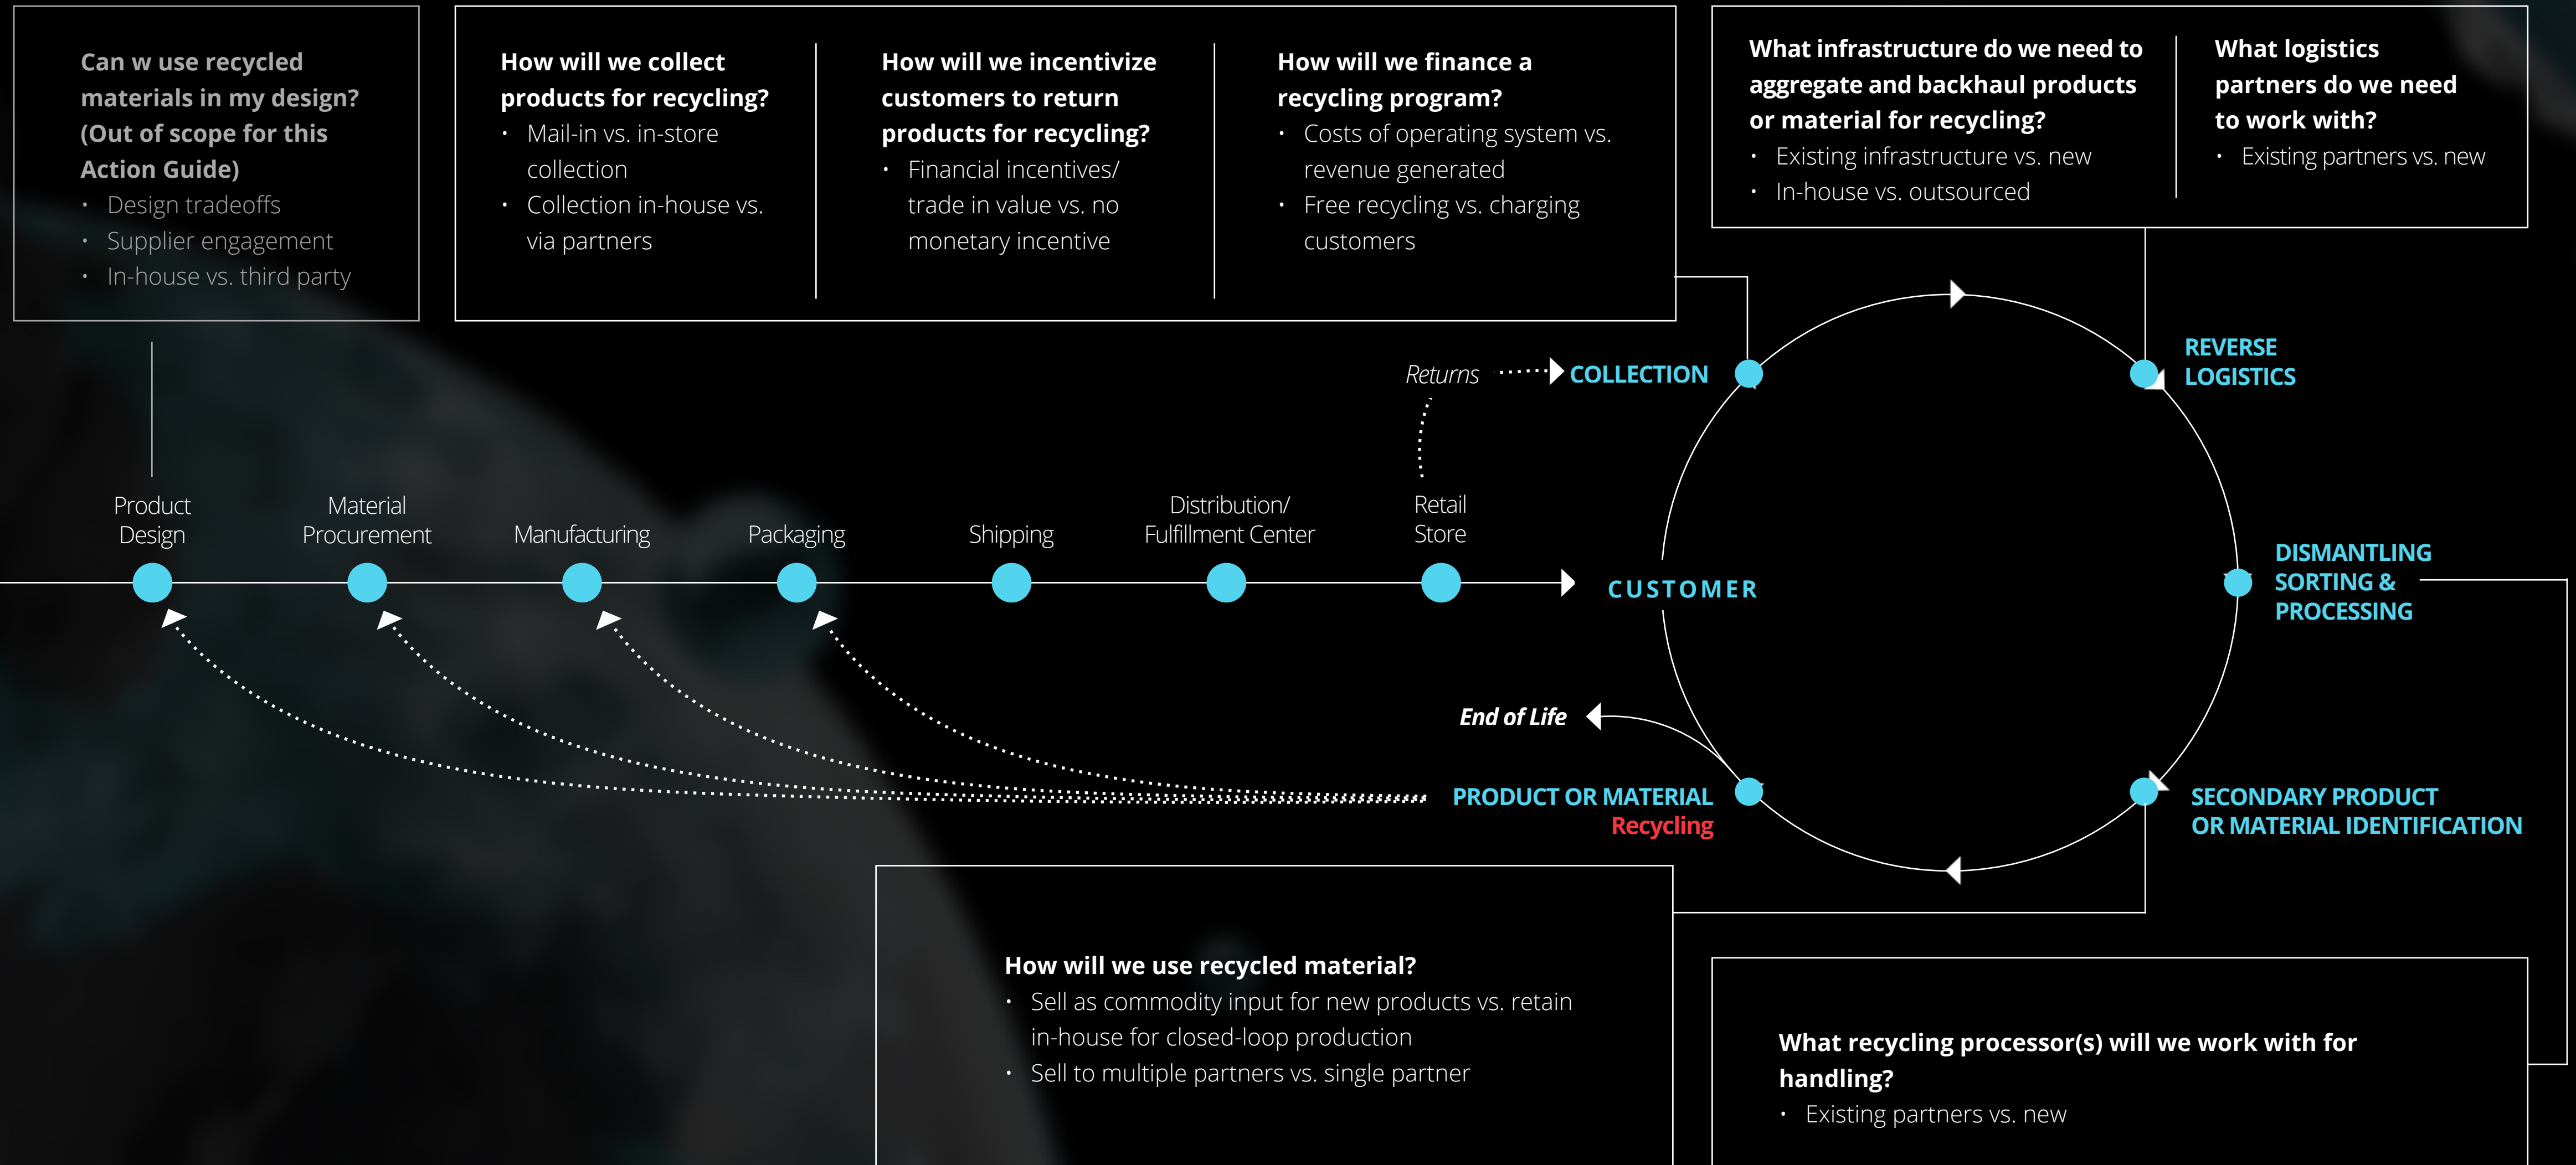 Can w use recycled
materials in my design?
(Out of scope for this
Action Guide)
• Design tradeoffs
• Supplier engagement
• In-house vs. third party
How will we collect
products for recycling?
• Mail-in vs. in-store
collection
• Collection in-house vs.
via partners
How will we incentivize
customers to return
products for recycling?
• Financial incentives/
trade in value vs. no
monetary incentive
How will we finance a
recycling program?
• Costs of operating system vs.
revenue generated
• Free recycling vs. charging
customers
What infrastructure do we need to
aggregate and backhaul products
or material for recycling?
• Existing infrastructure vs. new
• In-house vs. outsourced
What logistics
partners do we need
to work with?
• Existing partners vs. new
Returns
COLLECTION
REVERSE
LOGISTICS
Product
Design
Material
Procurement
Manufacturing
Packaging
Shipping
Distribution/
Fulfillment Center
Retail
Store
CUSTOMER
DISMANTLING
SORTING &
PROCESSING
End of Life
PRODUCT OR MATERIAL
Recycling
SECONDARY PRODUCT
OR MATERIAL IDENTIFICATION
How will we use recycled material?
• Sell as commodity input for new products vs. retain
in-house for closed-loop production
• Sell to multiple partners vs. single partner
What recycling processor(s) will we work with for
handling?
• Existing partners vs. new